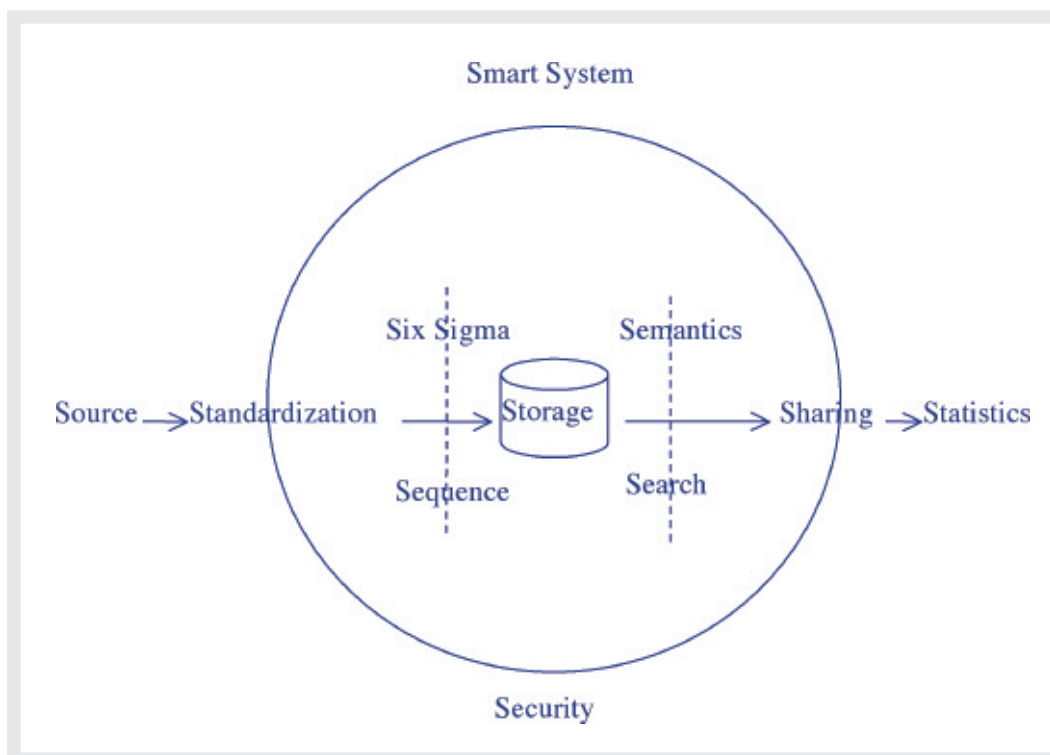 Smart System
Six Sigma
Semantics
Source
Standardization
Storage
Sharing
Statistics
Sequence
Search
Security